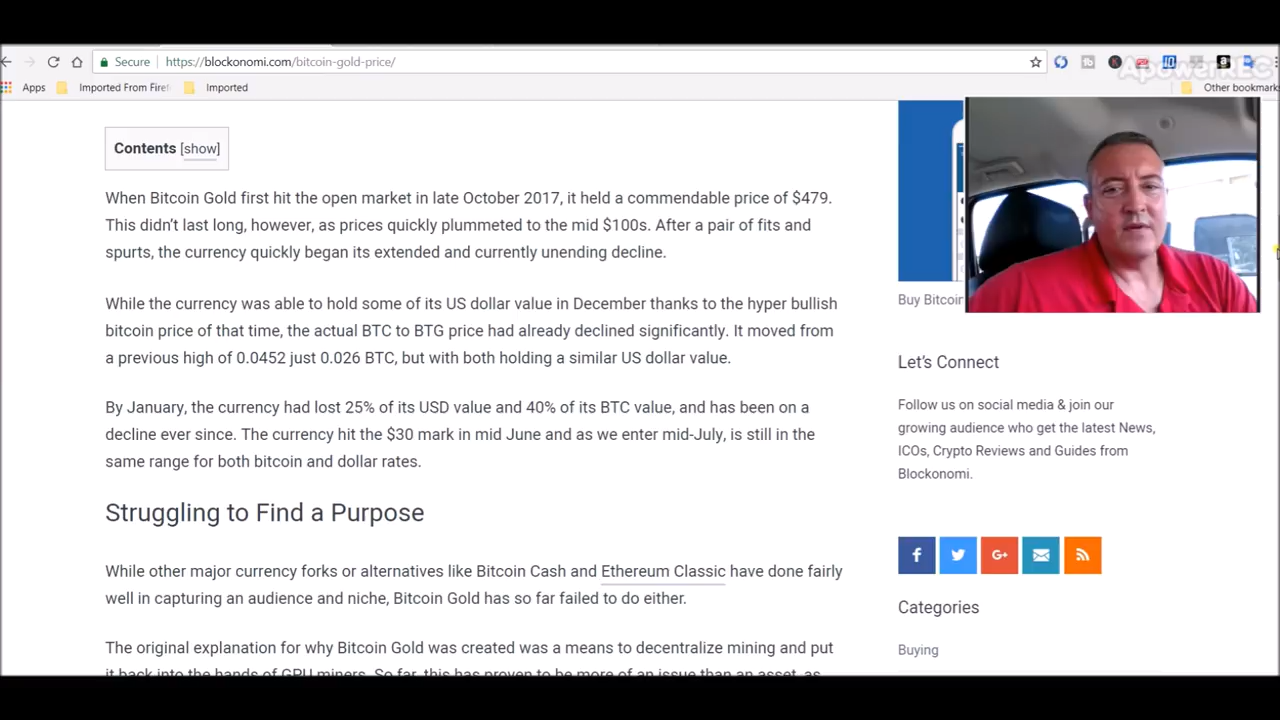 Secure
https://blockonomi.com/bitcoin-gold-price/
ApowerREC
Apps
Imported From Firef
Imported
Other bookmarks
Contents [show]
When Bitcoin Gold first hit the open market in late October 2017, it held a commendable price of $479.
This didn’t last long, however, as prices quickly plummeted to the mid $100s. After a pair of fits and
spurts, the currency quickly began its extended and currently unending decline.
While the currency was able to hold some of its US dollar value in December thanks to the hyper bullish
bitcoin price of that time, the actual BTC to BTG price had already declined significantly. It moved from
a previous high of 0.0452 just 0.026 BTC, but with both holding a similar US dollar value.
By January, the currency had lost 25% of its USD value and 40% of its BTC value, and has been on a
decline ever since. The currency hit the $30 mark in mid June and as we enter mid-July, is still in the
same range for both bitcoin and dollar rates.
Struggling to Find a Purpose
While other major currency forks or alternatives like Bitcoin Cash and Ethereum Classic have done fairly
well in capturing an audience and niche, Bitcoin Gold has so far failed to do either.
The original explanation for why Bitcoin Gold was created was a means to decentralize mining and put
it back into the hands of GPU miners. So far, this has proven to be more of an issue than an asset, as
Buy Bitcoin
Let’s Connect
Follow us on social media & join our
growing audience who get the latest News,
ICOs, Crypto Reviews and Guides from
Blockonomi.
Categories
Buying